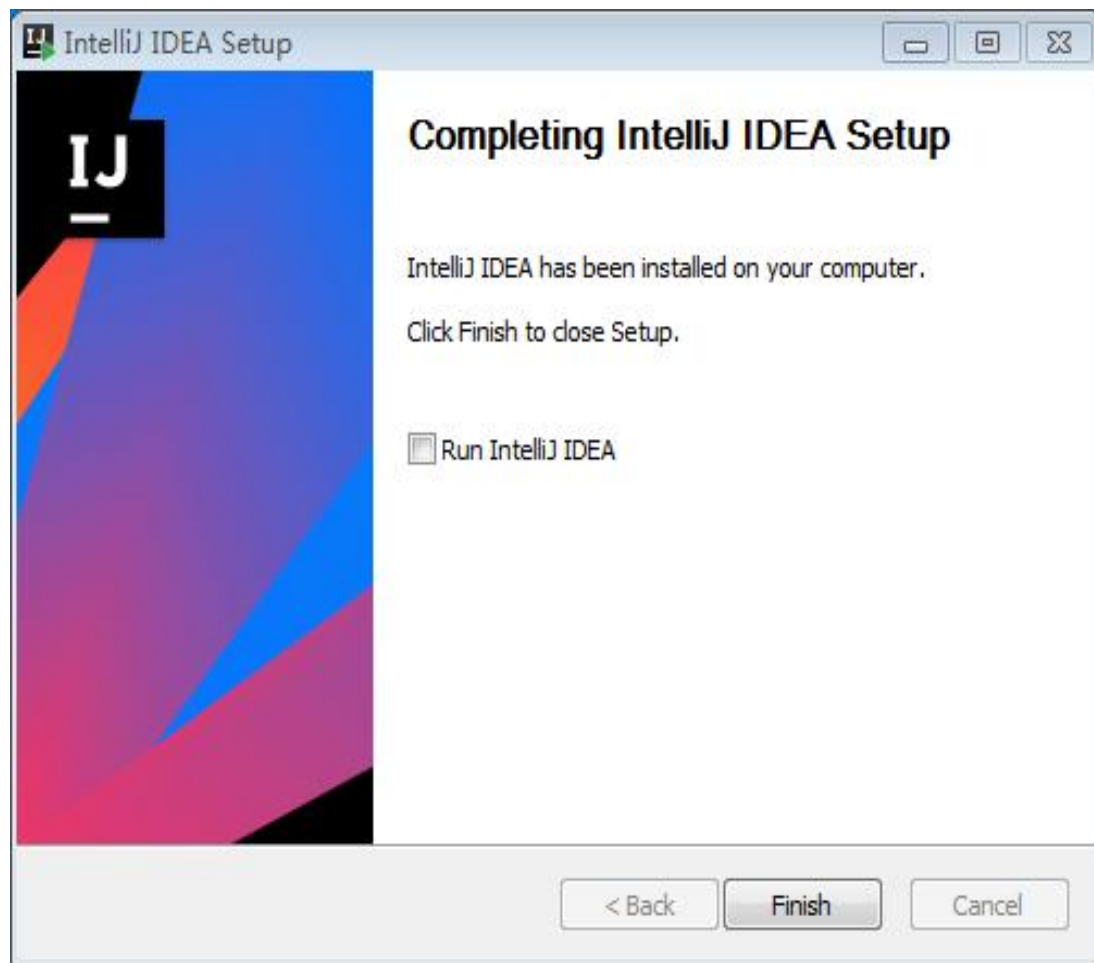 IntelliJ IDEA Setup
IJ
Completing IntelliJ IDEA Setup
IntelliJ IDEA has been installed on your computer.
Click Finish to close Setup.
Run IntelliJ IDEA
< Back Finish Cancel